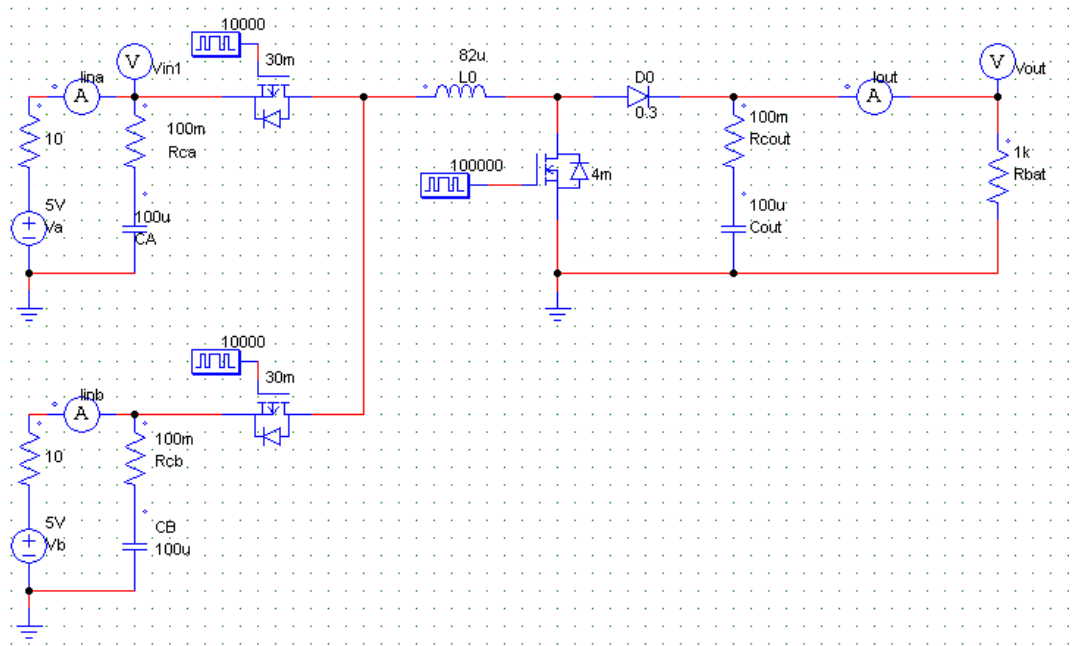 10000
30m
Iina
A
V
Vin1
10
100m
Rca
5V
Va
100u
CA
82u
L0
D0
0.3
100000
4m
100m
Rcout
100u
Cout
Iout
A
V
Vout
1k
Rbat
10000
30m
Iinb
A
10
100m
Rcb
5V
Vb
CB
100u